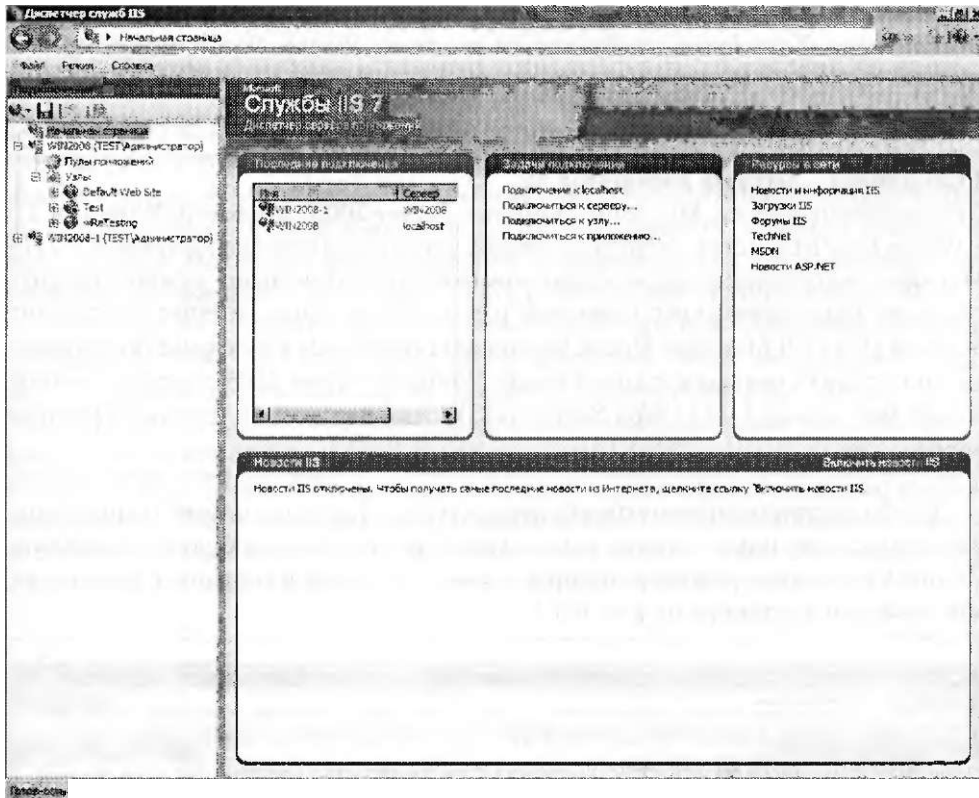 Диспетчер служб IIS
Начальная страница
Файл Режим Справка
Начальная страница
WIN2008 (TEST\Администратор)
Пулы приложений
Узлы
Default Web Site
Test
WIN2008-1 (TEST\Администратор)
Microsoft
Службы IIS 7
Последние подключения
Имя Сервер
WIN2008-1 WIN2008
WIN2008 localhost
Задачи подключения
Подключение к localhost
Подключиться к серверу...
Подключиться к узлу...
Подключиться к приложению...
Ресурсы в сети
Новости и информация IIS
Загрузки IIS
Форумы IIS
TechNet
MSDN
Новости ASP.NET
Новости IIS Включить новости IIS
Новости IIS отключены. Чтобы получать самые последние новости из Интернета, щелкните ссылку "Включить новости IIS